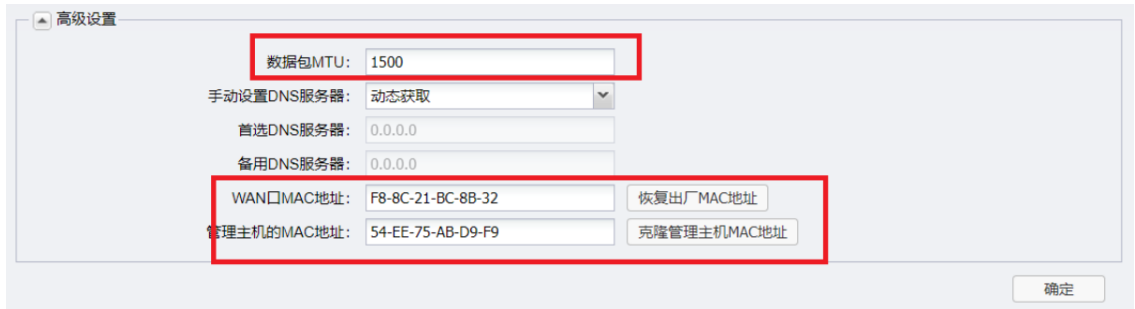 高级设置
数据包MTU： 1500
手动设置DNS服务器： 动态获取
首选DNS服务器： 0.0.0.0
备用DNS服务器： 0.0.0.0
WAN口MAC地址： F8-8C-21-BC-8B-32 恢复出厂MAC地址
管理主机的MAC地址： 54-EE-75-AB-D9-F9 克隆管理主机MAC地址
确定